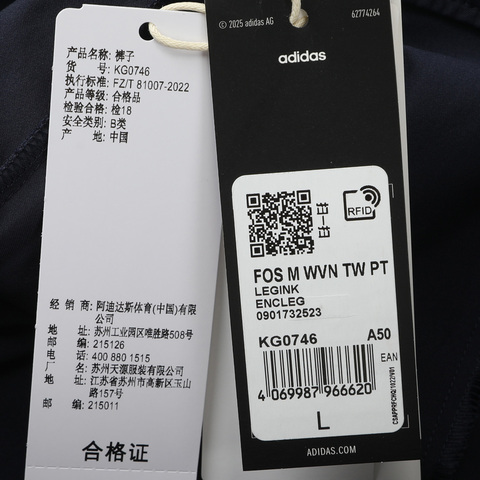 产品名称: 裤子
货 号: KG0746
执行标准: FZ/T 81007-2022
产品等级: 合格品
检验合格: 检18
安全类别: B类
产 地: 中国
经 销 商: 阿迪达斯体育(中国)有限
公司
地 址: 苏州工业园区唯胜路508号
邮 编: 215126
电 话: 400 880 1515
厂 名: 苏州天源服装有限公司
地 址: 江苏省苏州市高新区玉山
路157号
邮 编: 215011
合格证
© 2025 adidas AG
62774264
adidas
RFID
FOS M WVN TW PT
LEGINK
ENCLEG
0901732523
KG0746
A50
EAN
4 069987 966620
L
ADIDAS.COM